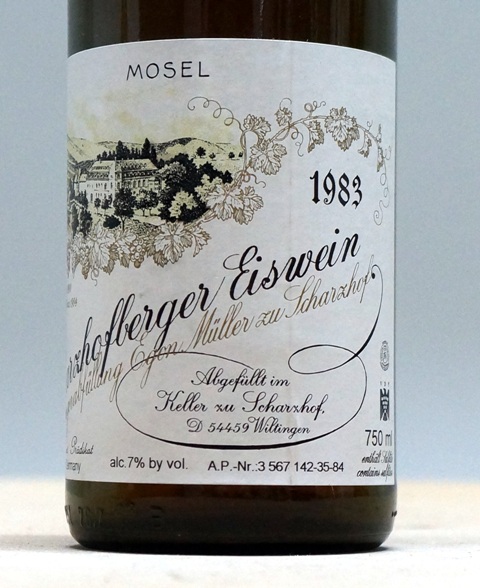 MOSEL
1983
arzhofberger Eiswein
Egon Müller zu Scharzhof
Abgefüllt im
Keller zu Scharzhof,
D 54459 Wiltingen
750 ml
alc.7% by vol. A.P.-Nr.:3 567 142-35-84